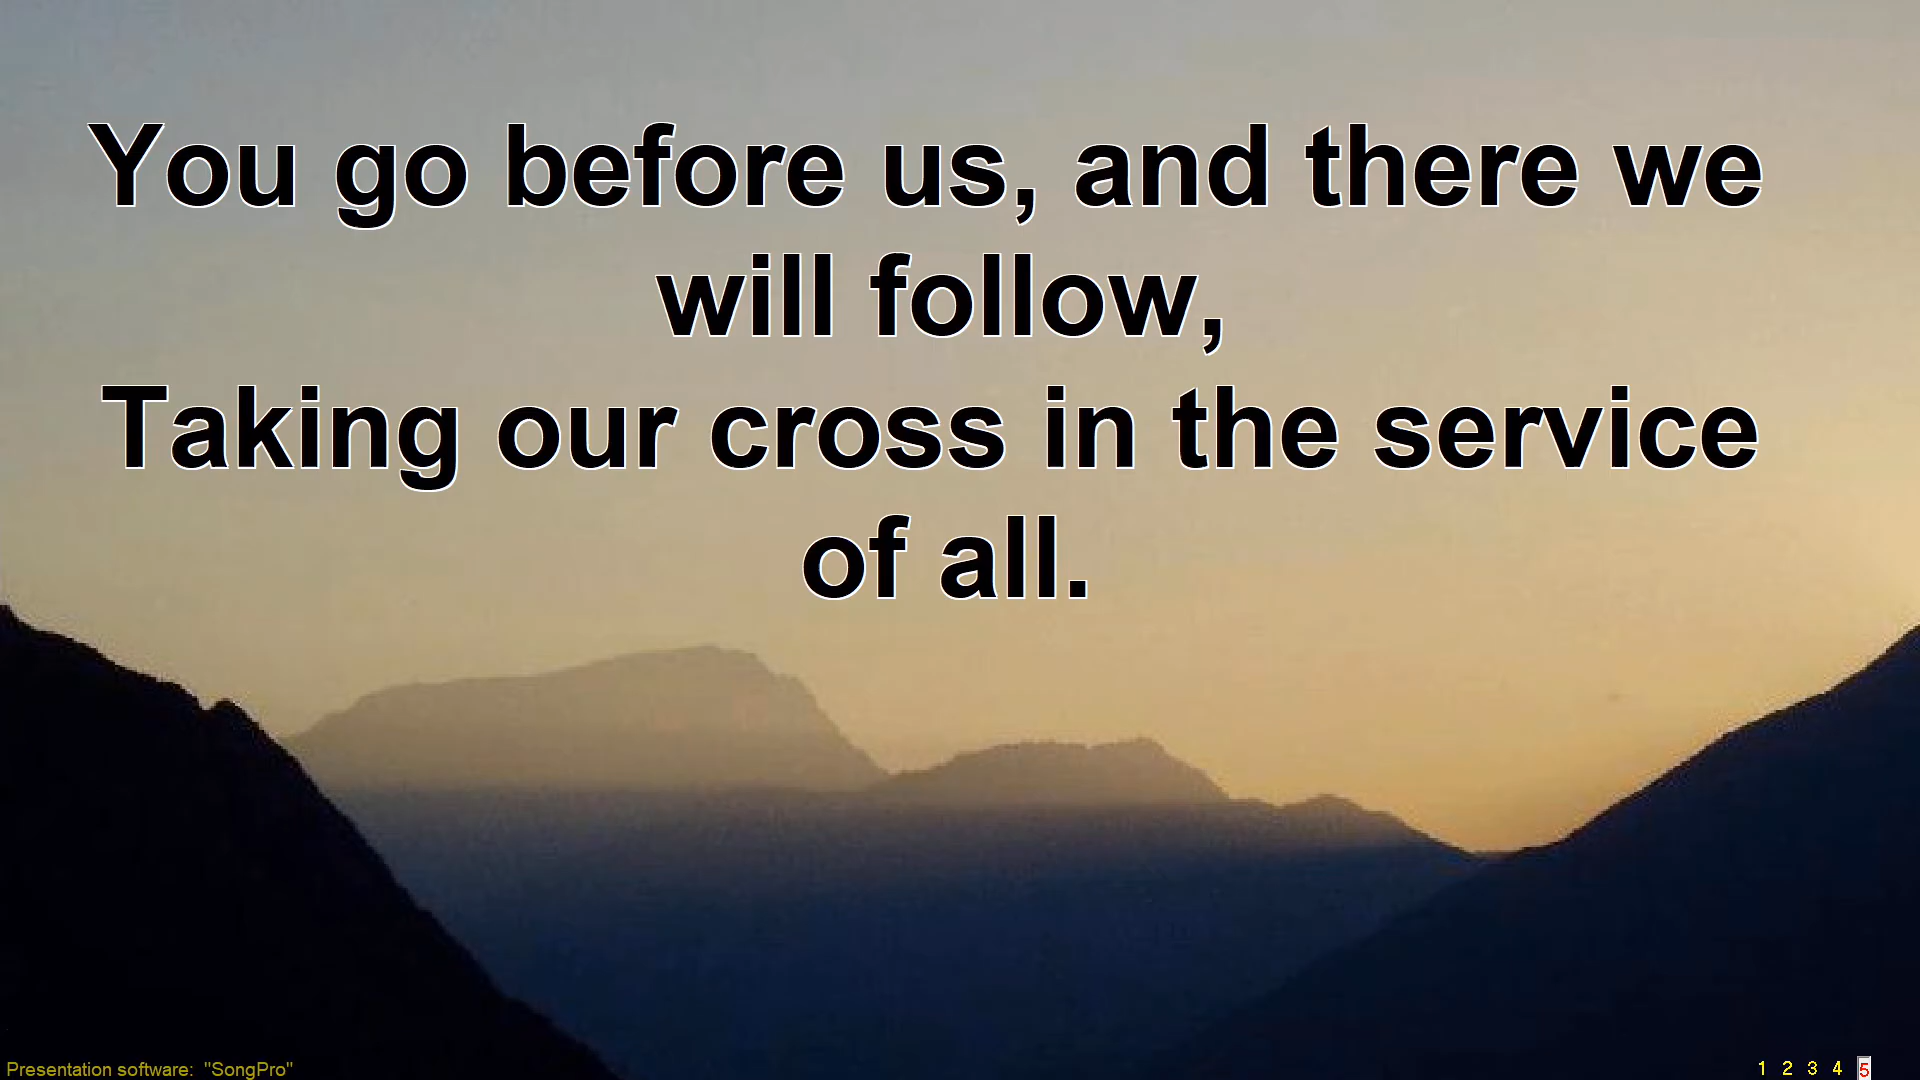 You go before us, and there we
will follow,
Taking our cross in the service
of all.
Presentation software: "SongPro"
1 2 3 4 5